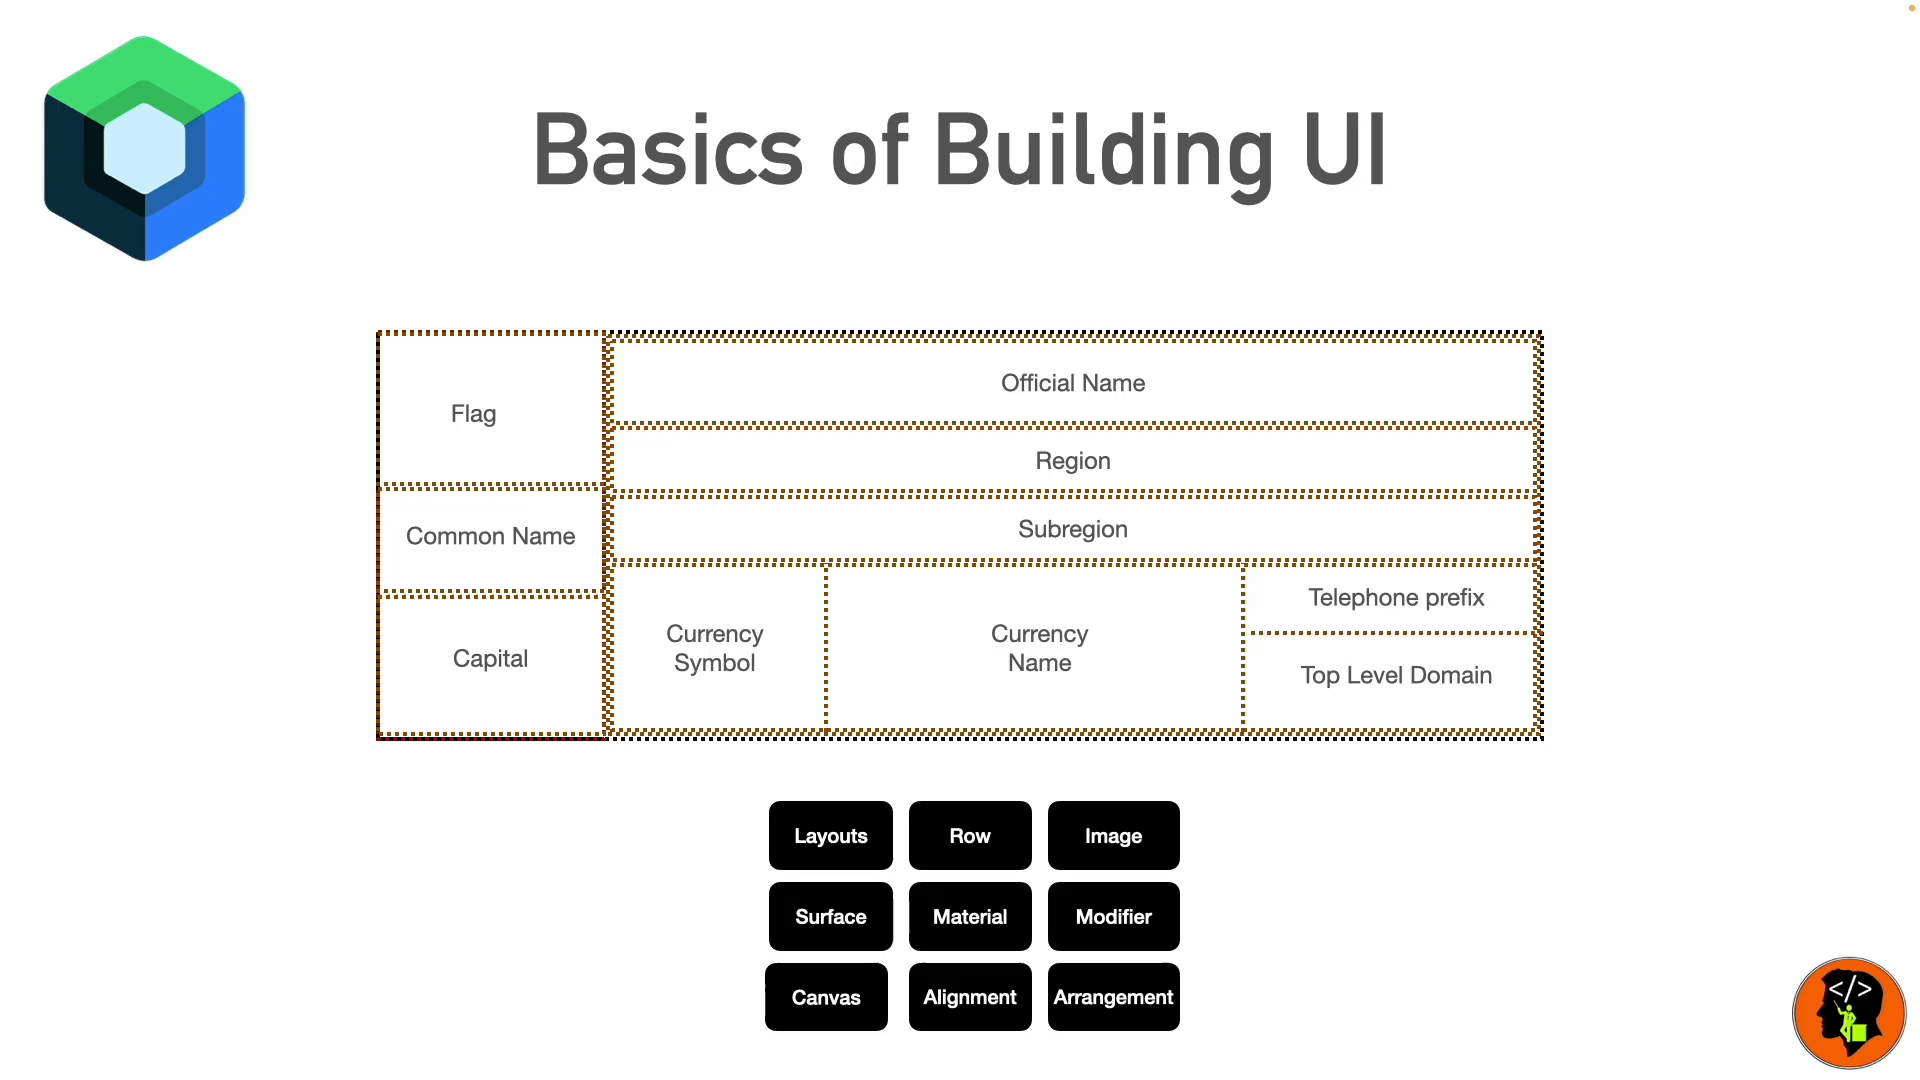 Basics of Building UI
Flag
Common Name
Capital
Official Name
Region
Subregion
Currency
Symbol
Currency
Name
Telephone prefix
Top Level Domain
Layouts
Row
Image
Surface
Material
Modifier
Canvas
Alignment
Arrangement
</>